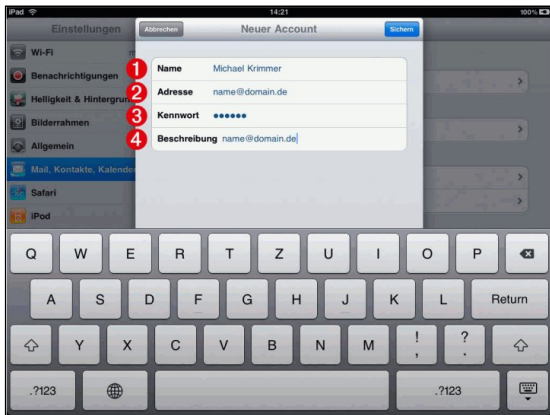 iPad 14:21 100%
Einstellungen
Abbrechen Neuer Account Sichern
Wi-Fi
1 Name Michael Krimmer
Benachrichtigungen
2 Adresse name@domain.de
Helligkeit & Hintergrun
3 Kennwort ••••••
Bilderrahmen
4 Beschreibung name@domain.de
Allgemein
Mail, Kontakte, Kalender
Safari
iPod
Q W E R T Z U I O P
A S D F G H J K L Return
Y X C V B N M ! , ? .
.?123 .?123